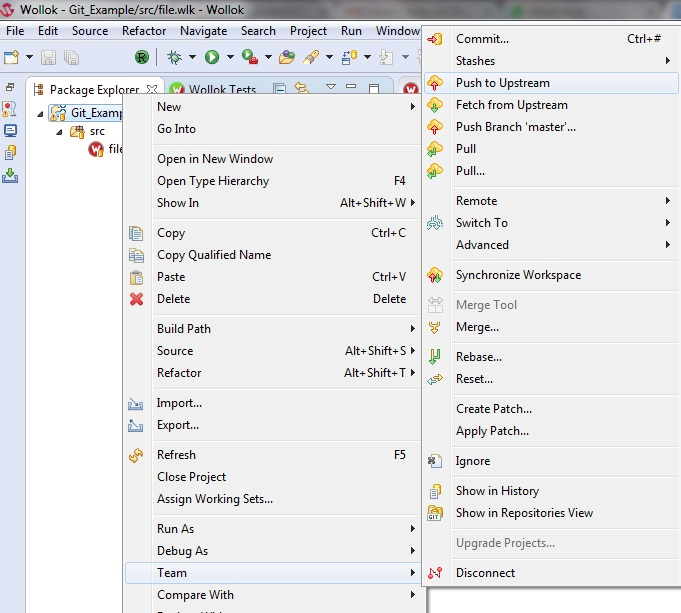 Wollok - Git_Example/src/file.wlk - Wollok
File Edit Source Refactor Navigate Search Project Run Window
Package Explorer Wollok Tests
Git_Examp
src
file
New
Go Into
Open in New Window
Open Type Hierarchy F4
Show In Alt+Shift+W
Copy Ctrl+C
Copy Qualified Name
Paste Ctrl+V
Delete Delete
Build Path
Source Alt+Shift+S
Refactor Alt+Shift+T
Import...
Export...
Refresh F5
Close Project
Assign Working Sets...
Run As
Debug As
Team
Compare With
Commit... Ctrl+#
Stashes
Push to Upstream
Fetch from Upstream
Push Branch 'master'...
Pull
Pull...
Remote
Switch To
Advanced
Synchronize Workspace
Merge Tool
Merge...
Rebase...
Reset...
Create Patch...
Apply Patch...
Ignore
Show in History
Show in Repositories View
Upgrade Projects...
Disconnect